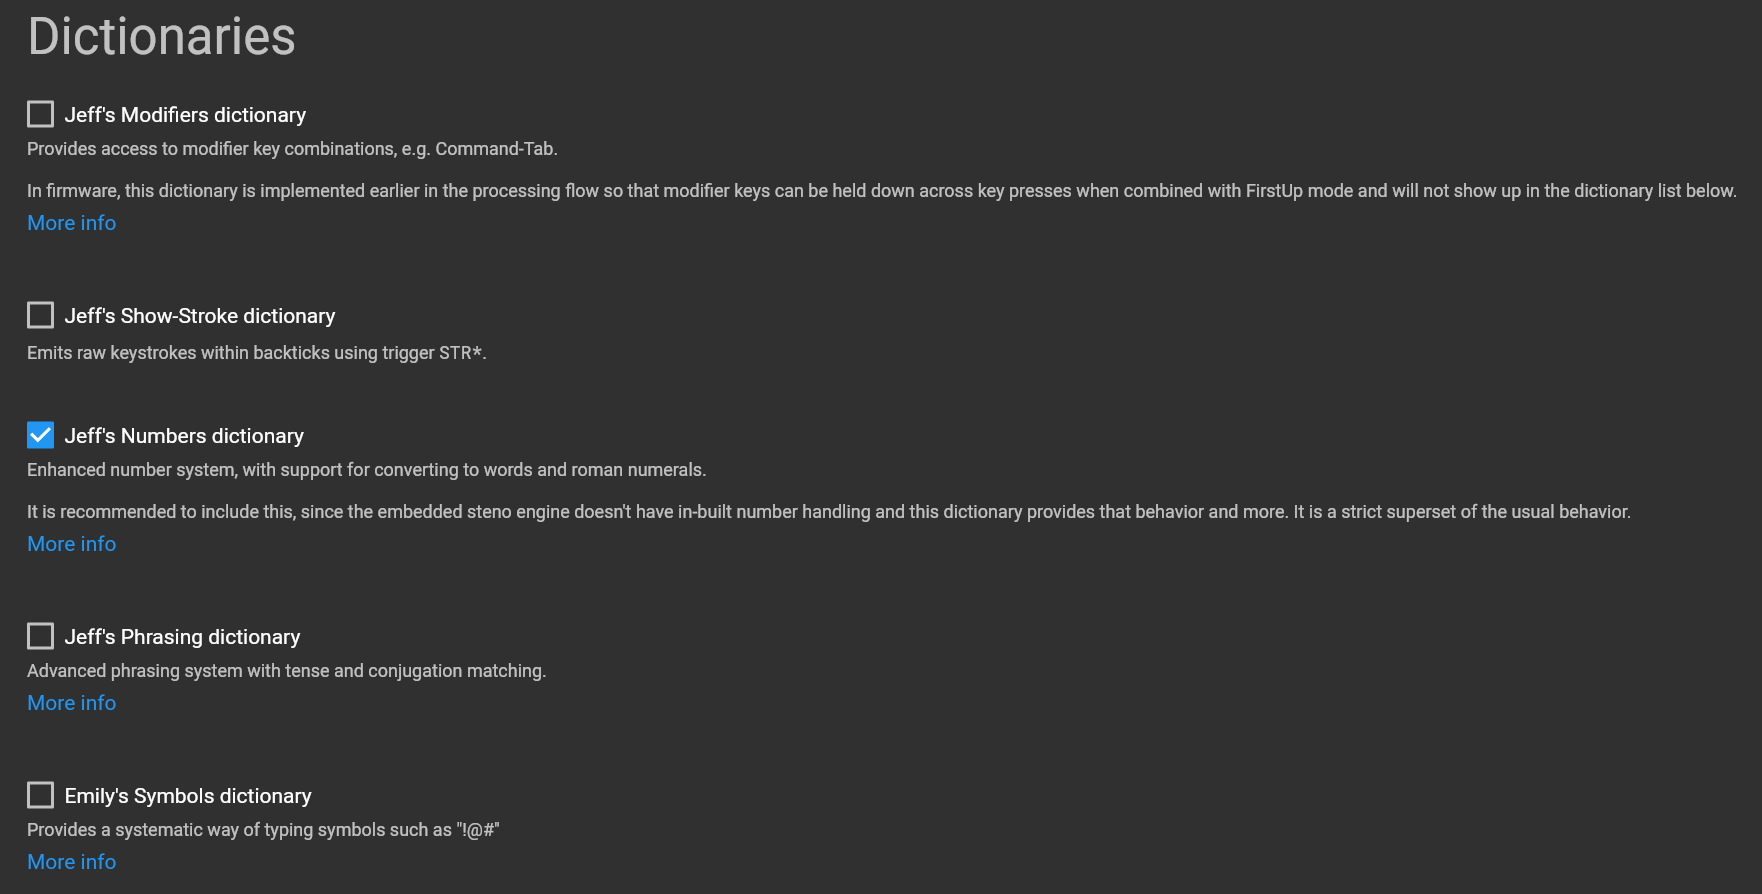 Dictionaries
Jeff's Modifiers dictionary
Provides access to modifier key combinations, e.g. Command-Tab.
In firmware, this dictionary is implemented earlier in the processing flow so that modifier keys can be held down across key presses when combined with FirstUp mode and will not show up in the dictionary list below.
More info
Jeff's Show-Stroke dictionary
Emits raw keystrokes within backticks using trigger STR*.
Jeff's Numbers dictionary
Enhanced number system, with support for converting to words and roman numerals.
It is recommended to include this, since the embedded steno engine doesn't have in-built number handling and this dictionary provides that behavior and more. It is a strict superset of the usual behavior.
More info
Jeff's Phrasing dictionary
Advanced phrasing system with tense and conjugation matching.
More info
Emily's Symbols dictionary
Provides a systematic way of typing symbols such as "!@#"
More info